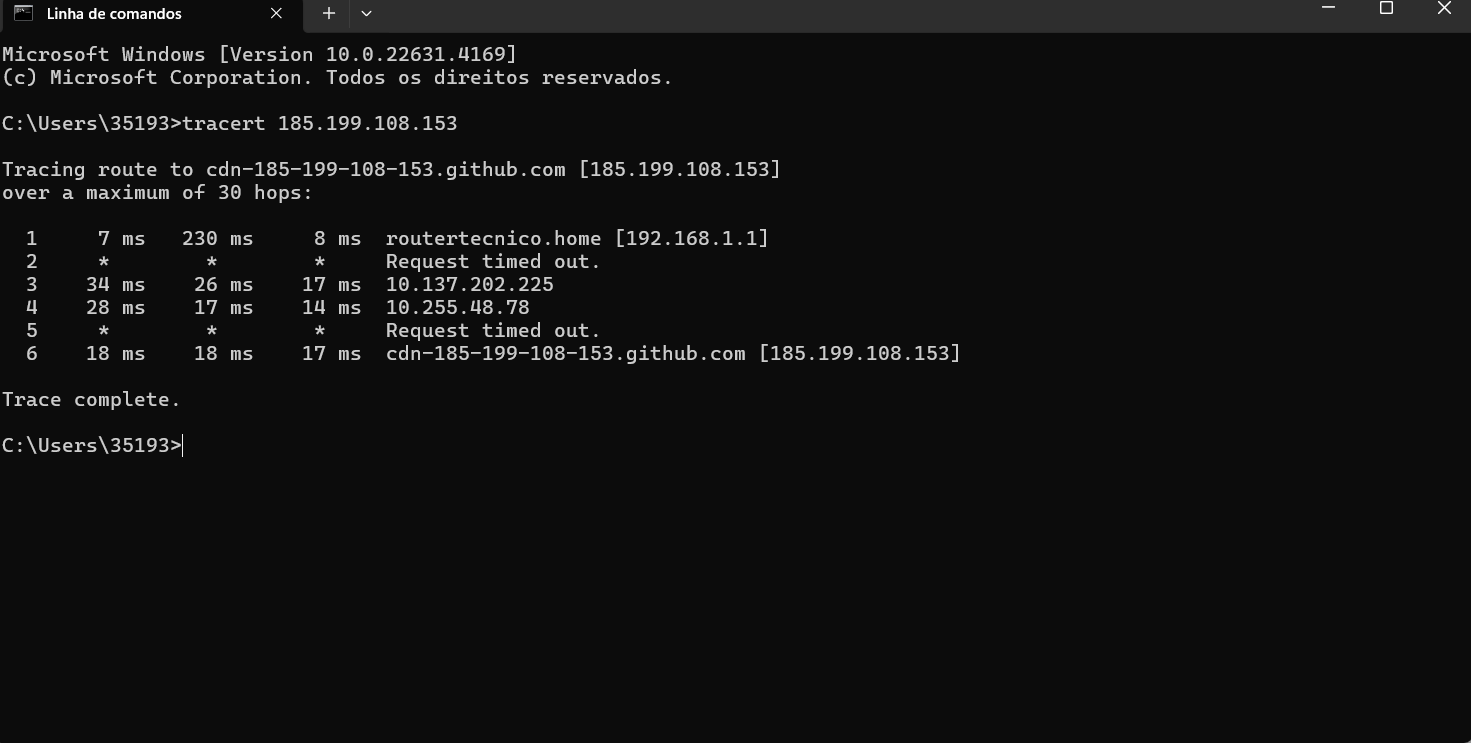 Linha de comandos
Microsoft Windows [Version 10.0.22631.4169]
(c) Microsoft Corporation. Todos os direitos reservados.
C:\Users\35193>tracert 185.199.108.153
Tracing route to cdn-185-199-108-153.github.com [185.199.108.153]
over a maximum of 30 hops:
1 7 ms 230 ms 8 ms routertecnico.home [192.168.1.1]
2 * * * Request timed out.
3 34 ms 26 ms 17 ms 10.137.202.225
4 28 ms 17 ms 14 ms 10.255.48.78
5 * * * Request timed out.
6 18 ms 18 ms 17 ms cdn-185-199-108-153.github.com [185.199.108.153]
Trace complete.
C:\Users\35193>